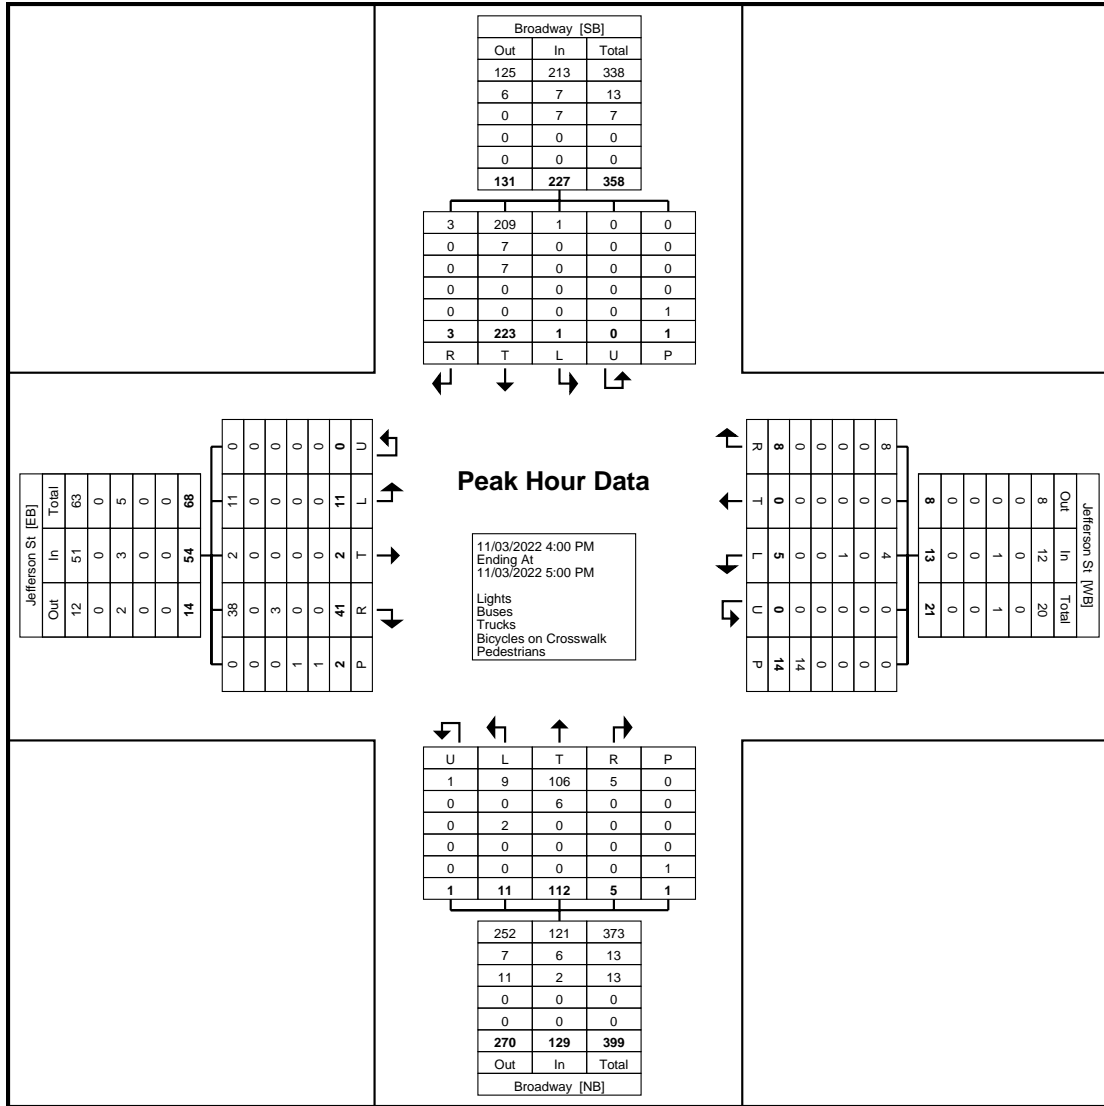 Broadway [SB]
Out In Total
125 213 338
6 7 13
0 7 7
0 0 0
0 0 0
131 227 358
3 209 1 0 0
0 7 0 0 0
0 7 0 0 0
0 0 0 0 0
0 0 0 0 1
3 223 1 0 1
R T L U P
Jefferson St [EB]
Out In Total
12 51 63
0 0 0
2 3 5
0 0 0
0 0 0
14 54 68
0 11 2 38 0
0 0 0 0 0
0 0 0 3 0
0 0 0 0 1
0 0 0 0 1
0 11 2 41 2
U L T R P
Peak Hour Data
11/03/2022 4:00 PM
Ending At
11/03/2022 5:00 PM
Lights
Buses
Trucks
Bicycles on Crosswalk
Pedestrians
Jefferson St [WB]
Out In Total
8 12 20
0 0 0
0 1 1
0 0 0
0 0 0
8 13 21
8 0 4 0 0
0 0 0 0 0
0 0 1 0 0
0 0 0 0 0
0 0 0 0 14
8 0 5 0 14
R T L U P
U L T R P
1 9 106 5 0
0 0 6 0 0
0 2 0 0 0
0 0 0 0 0
0 0 0 0 1
1 11 112 5 1
252 121 373
7 6 13
11 2 13
0 0 0
0 0 0
270 129 399
Out In Total
Broadway [NB]